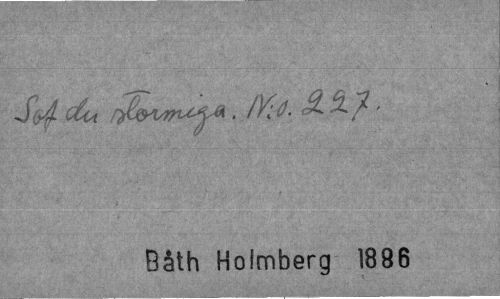 Sof du stormiga. N:o. 227.
Båth Holmberg 1886